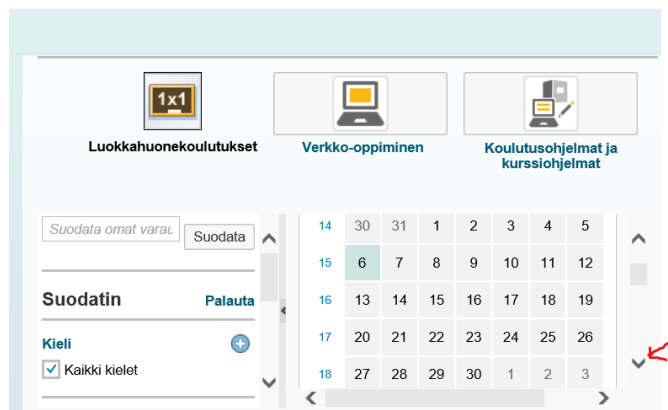 1x1
Luokkahuonekoulutukset
Verkko-oppiminen
Koulutusohjelmat ja
kurssiohjelmat
Suodata omat varau
Suodata
Suodatin
Palauta
Kieli
Kaikki kielet
14 30 31 1 2 3 4 5
15 6 7 8 9 10 11 12
16 13 14 15 16 17 18 19
17 20 21 22 23 24 25 26
18 27 28 29 30 1 2 3